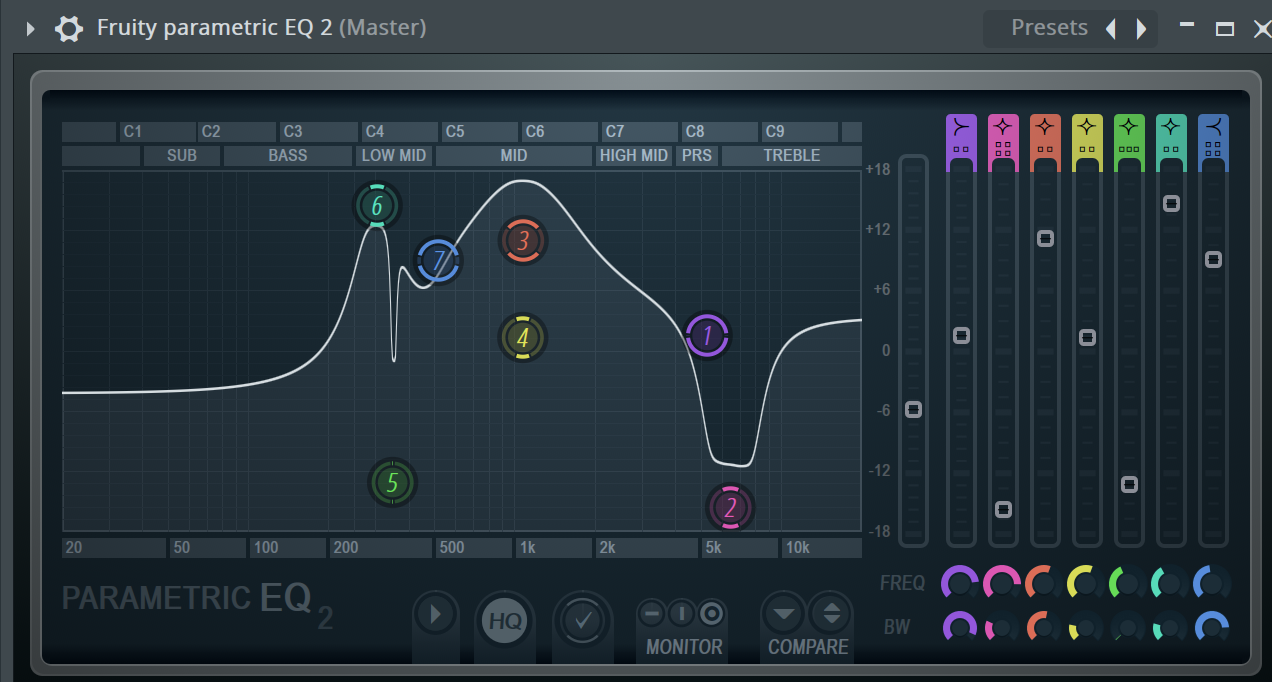 Fruity parametric EQ 2 (Master) Presets
C1 C2 C3 C4 C5 C6 C7 C8 C9
SUB BASS LOW MID MID HIGH MID PRS TREBLE
+18
+12
+6
0
-6
-12
-18
6
7
3
4
1
5
2
20 50 100 200 500 1k 2k 5k 10k
FREQ
BW
PARAMETRIC EQ 2
HQ
MONITOR COMPARE